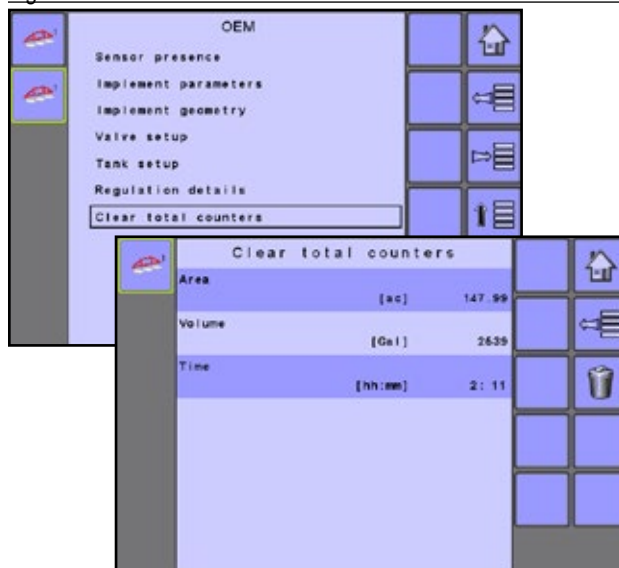 OEM
Sensor presence
Implement parameters
Implement geometry
Valve setup
Tank setup
Regulation details
Clear total counters
Clear total counters
Area
[ac] 147.99
Volume
[Gal] 2639
Time
[hh:mm] 2: 11